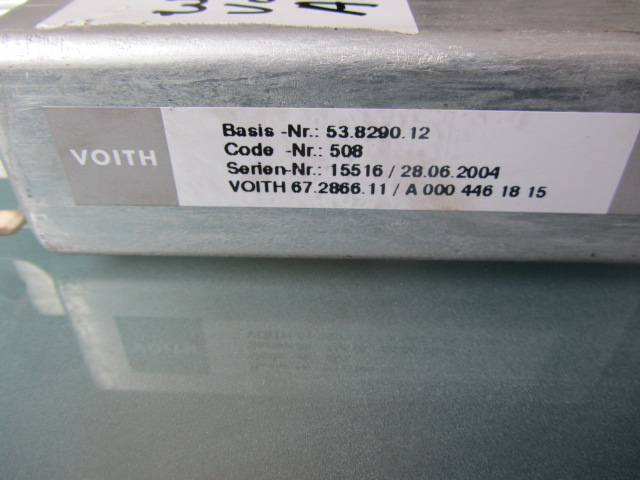 VOITH
Basis -Nr.: 53.8290.12
Code -Nr.: 508
Serien-Nr.: 15516 / 28.06.2004
VOITH 67.2866.11 / A 000 446 18 15